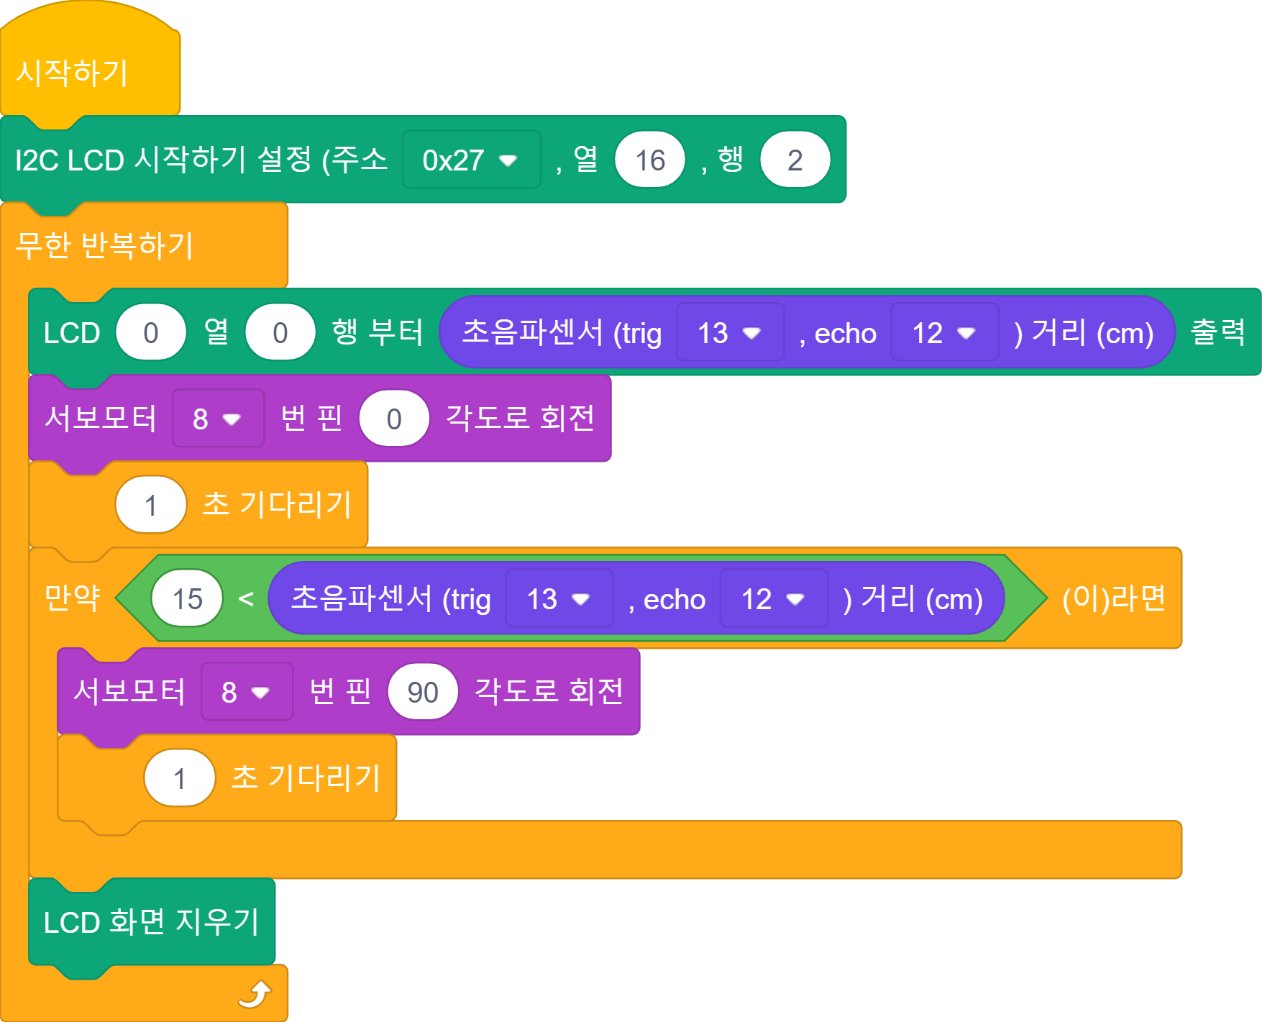 시작하기
I2C LCD 시작하기 설정 (주소 0x27 , 열 16 , 행 2
무한 반복하기
LCD 0 열 0 행 부터 초음파센서 (trig 13 , echo 12 ) 거리 (cm) 출력
서보모터 8 번 핀 0 각도로 회전
1 초 기다리기
만약 15 < 초음파센서 (trig 13 , echo 12 ) 거리 (cm) (이)라면
서보모터 8 번 핀 90 각도로 회전
1 초 기다리기
LCD 화면 지우기